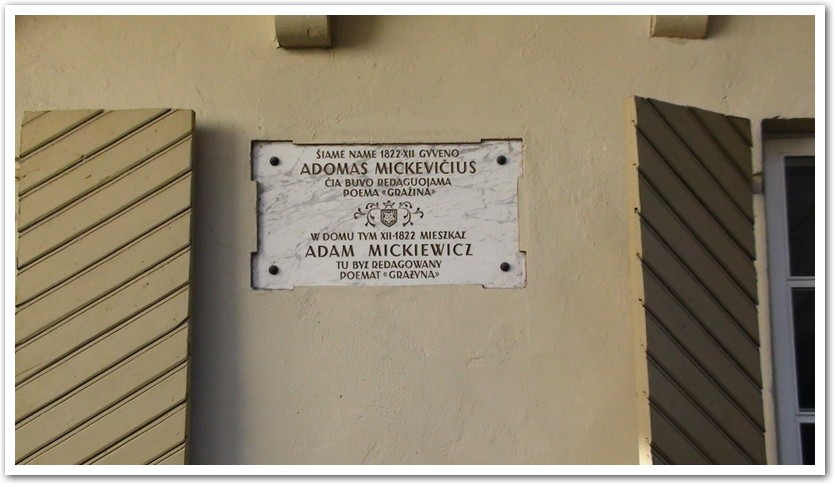 ŠIAME NAME 1822·XII GYVENO
ADOMAS MICKEVIČIUS
ČIA BUVO REDAGUOJAMA
POEMA «GRAŽINA»
W DOMU TYM XII·1822 MIESZKAŁ
ADAM MICKIEWICZ
TU BYŁ REDAGOWANY
POEMAT «GRAŻYNA»